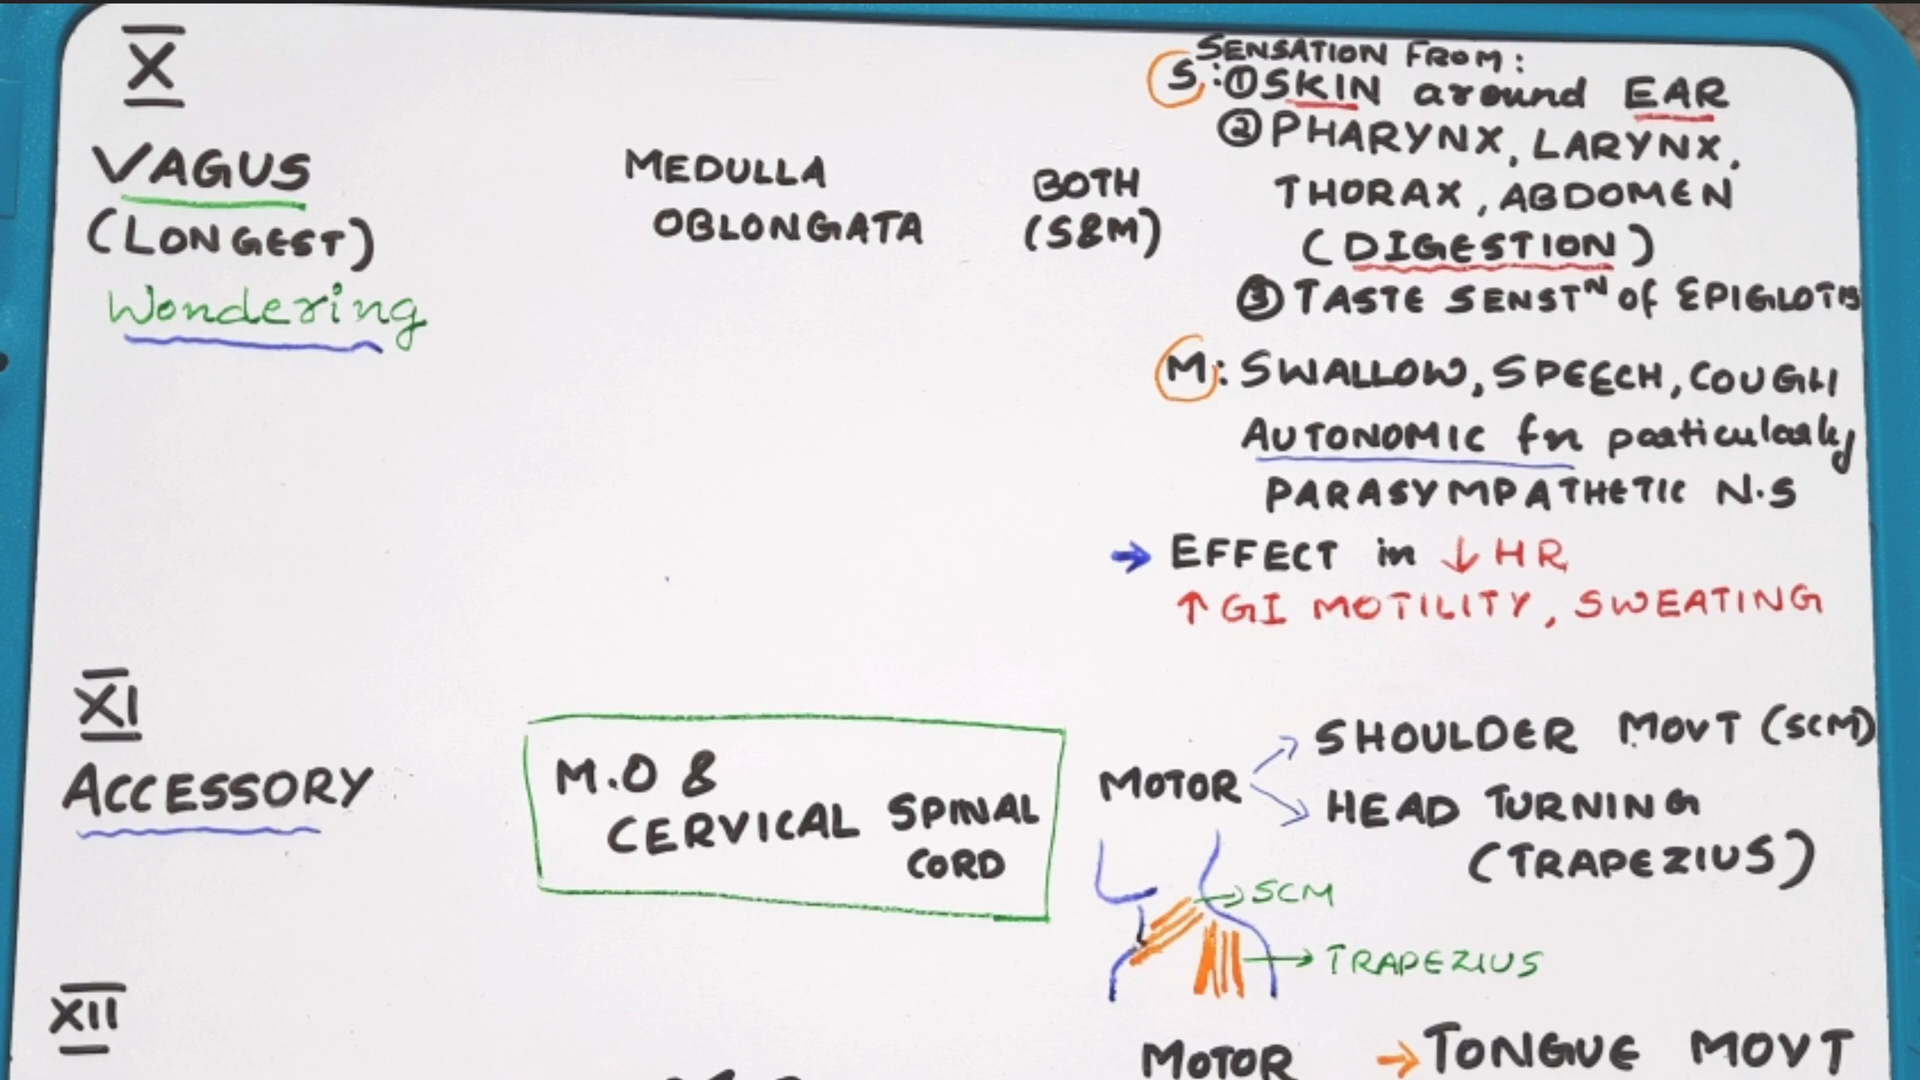 X
VAGUS
(LONGEST)
Wondering
MEDULLA
OBLONGATA
BOTH
(S&M)
SENSATION FROM:
S:①SKIN around EAR
②PHARYNX, LARYNX,
THORAX, ABDOMEN
(DIGESTION)
③TASTE SENSTᴺ of EPIGLOTIS
M: SWALLOW, SPEECH, COUGH
AUTONOMIC fn particularly
PARASYMPATHETIC N.S
→ EFFECT in ↓HR
↑GI MOTILITY, SWEATING
XI
ACCESSORY
M.O &
CERVICAL SPINAL
CORD
MOTOR
SHOULDER MOVT (SCM)
HEAD TURNING
(TRAPEZIUS)
SCM
TRAPEZIUS
XII
MOTOR → TONGUE MOVT